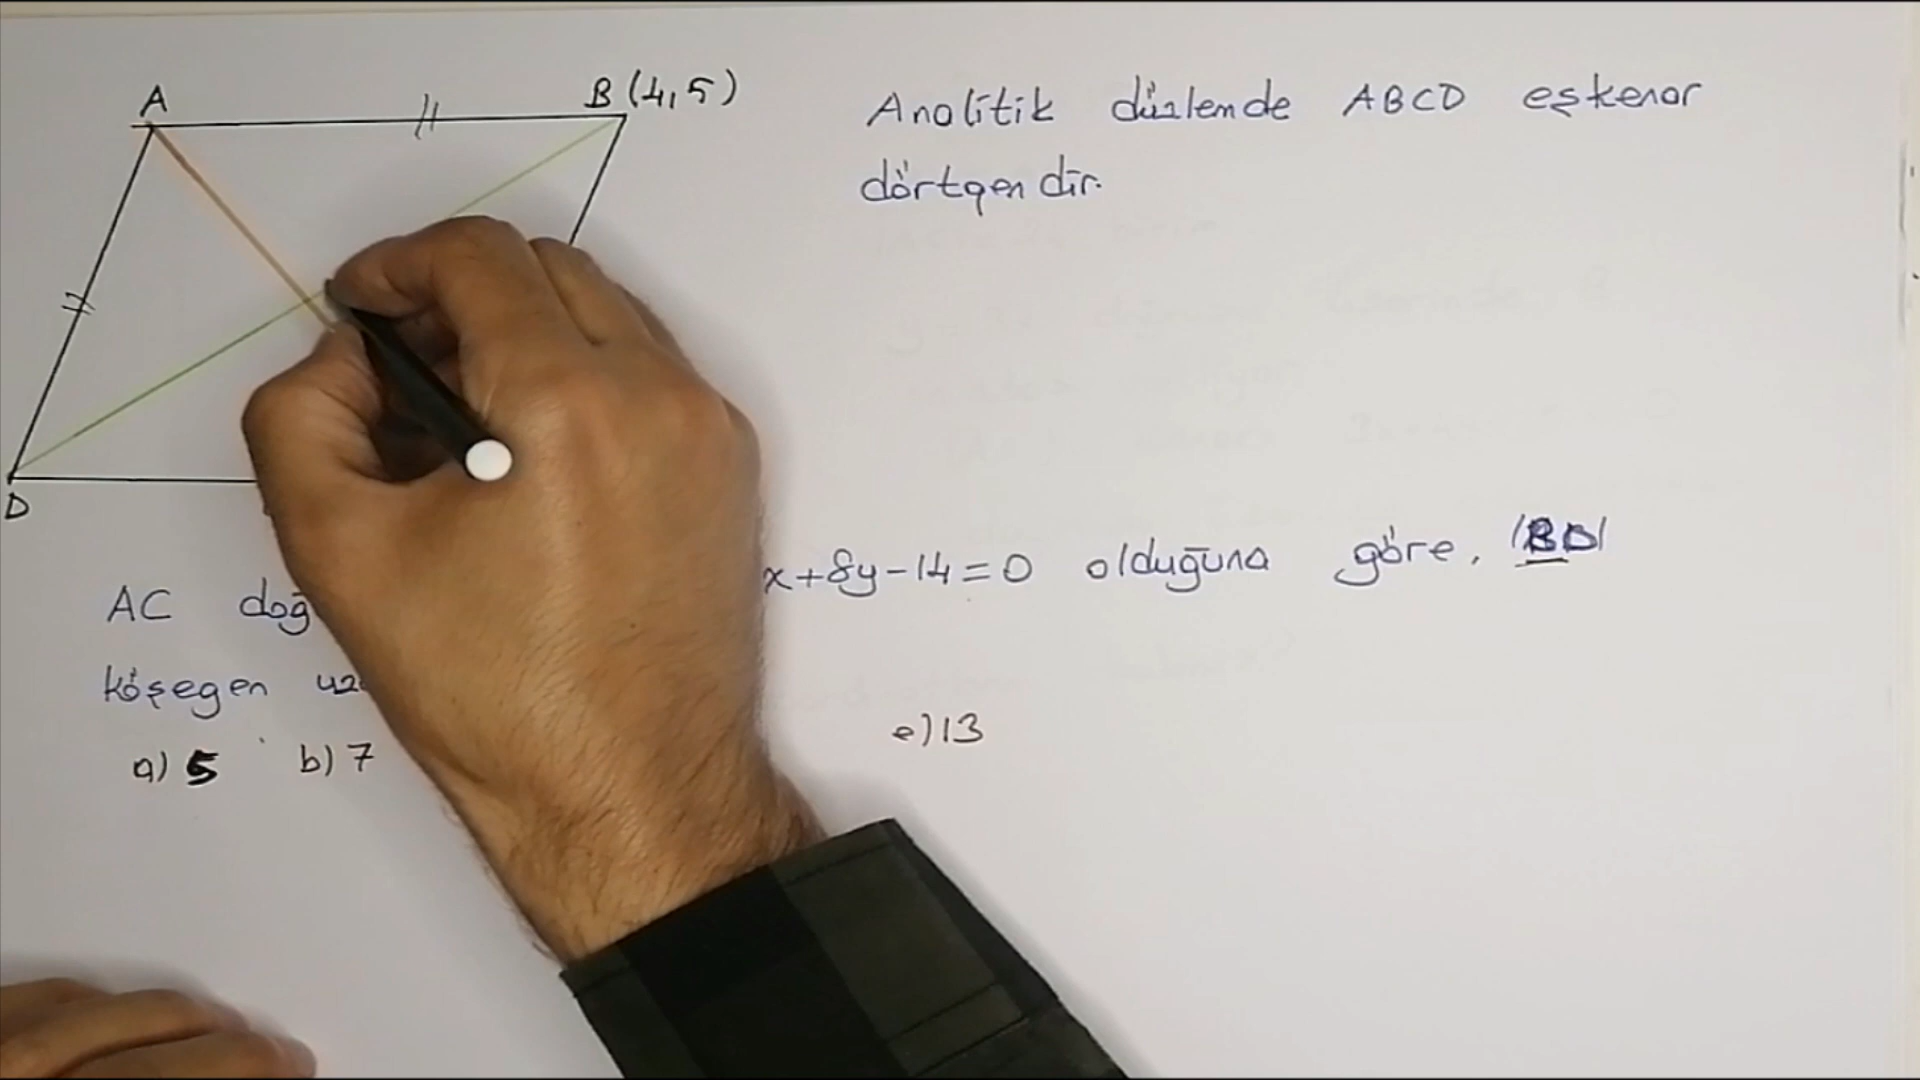 A
B (4,5)
Analitik düzlemde ABCD eşkenar
dörtgendir.
D
AC x+8y-14=0 olduğuna göre, |BD|
köşegen
a) 5 b) 7 e) 13